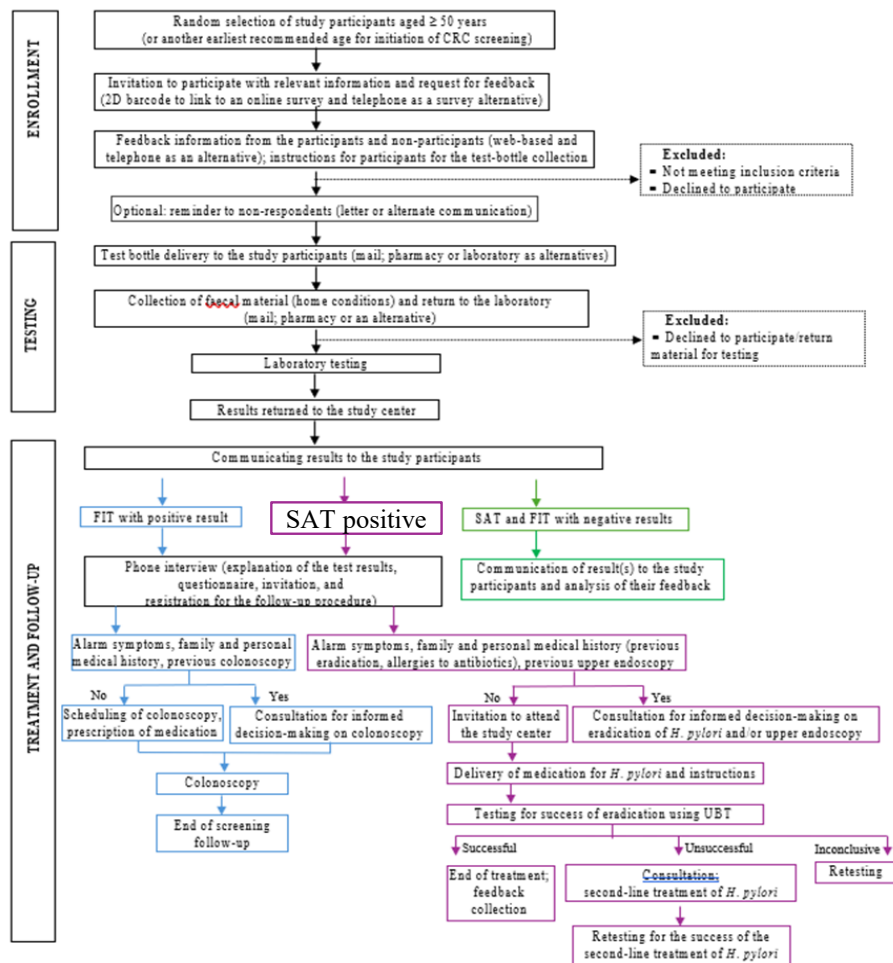 ENROLLMENT
Random selection of study participants aged ≥ 50 years
(or another earliest recommended age for initiation of CRC screening)
Invitation to participate with relevant information and request for feedback
(2D barcode to link to an online survey and telephone as a survey alternative)
Feedback information from the participants and non-participants (web-based and
telephone as an alternative); instructions for participants for the test-bottle collection
Excluded:
▪ Not meeting inclusion criteria
▪ Declined to participate
Optional: reminder to non-respondents (letter or alternate communication)
TESTING
Test bottle delivery to the study participants (mail; pharmacy or laboratory as alternatives)
Collection of faecal material (home conditions) and return to the laboratory
(mail; pharmacy or an alternative)
Excluded:
▪ Declined to participate/return
material for testing
Laboratory testing
Results returned to the study center
TREATMENT AND FOLLOW-UP
Communicating results to the study participants
FIT with positive result
SAT positive
SAT and FIT with negative results
Phone interview (explanation of the test results,
questionnaire, invitation, and
registration for the follow-up procedure)
Communication of result(s) to the study
participants and analysis of their feedback
Alarm symptoms, family and personal
medical history, previous colonoscopy
Alarm symptoms, family and personal medical history (previous
eradication, allergies to antibiotics), previous upper endoscopy
No
Yes
No
Yes
Scheduling of colonoscopy,
prescription of medication
Consultation for informed
decision-making on colonoscopy
Invitation to attend
the study center
Consultation for informed decision-making on
eradication of H. pylori and/or upper endoscopy
Colonoscopy
Delivery of medication for H. pylori and instructions
End of screening
follow-up
Testing for success of eradication using UBT
Successful
Unsuccessful
Inconclusive
End of treatment;
feedback
collection
Consultation;
second-line treatment of H. pylori
Retesting
Retesting for the success of the
second-line treatment of H. pylori